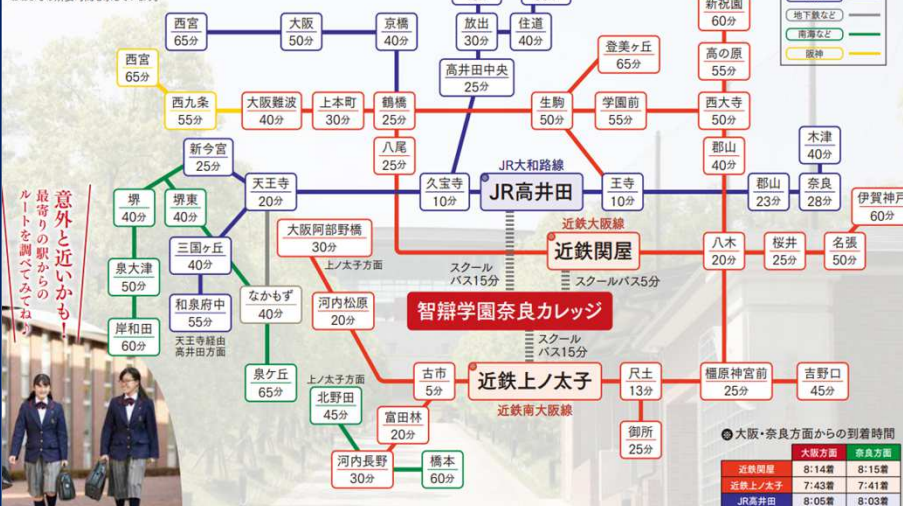 西宮
65分
大阪
50分
京橋
40分
放出
30分
住道
40分
新祝園
60分
地下鉄など
南海など
阪神
西宮
65分
高井田中央
25分
登美ヶ丘
65分
高の原
55分
西九条
55分
大阪難波
40分
上本町
30分
鶴橋
25分
生駒
50分
学園前
55分
西大寺
50分
新今宮
25分
八尾
25分
郡山
40分
木津
40分
JR大和路線
天王寺
20分
久宝寺
10分
JR高井田
王寺
10分
郡山
23分
奈良
28分
伊賀神戸
60分
意外と近いかも!
最寄りの駅からの
ルートを調べてみてね♪
堺
40分
堺東
40分
大阪阿部野橋
30分
上ノ太子方面
近鉄大阪線
近鉄関屋
八木
20分
桜井
25分
名張
50分
三国ヶ丘
40分
泉大津
50分
スクール
バス15分
スクールバス5分
なかもず
40分
河内松原
20分
智辯学園奈良カレッジ
和泉府中
55分
天王寺経由
高井田方面
岸和田
60分
スクール
バス15分
泉ケ丘
65分
上ノ太子方面
北野田
45分
古市
5分
近鉄上ノ太子
近鉄南大阪線
尺土
13分
橿原神宮前
25分
吉野口
45分
富田林
20分
御所
25分
河内長野
30分
橋本
60分
大阪・奈良方面からの到着時間
大阪方面 奈良方面
近鉄関屋 8:14着 8:15着
近鉄上ノ太子 7:43着 7:41着
JR高井田 8:05着 8:03着